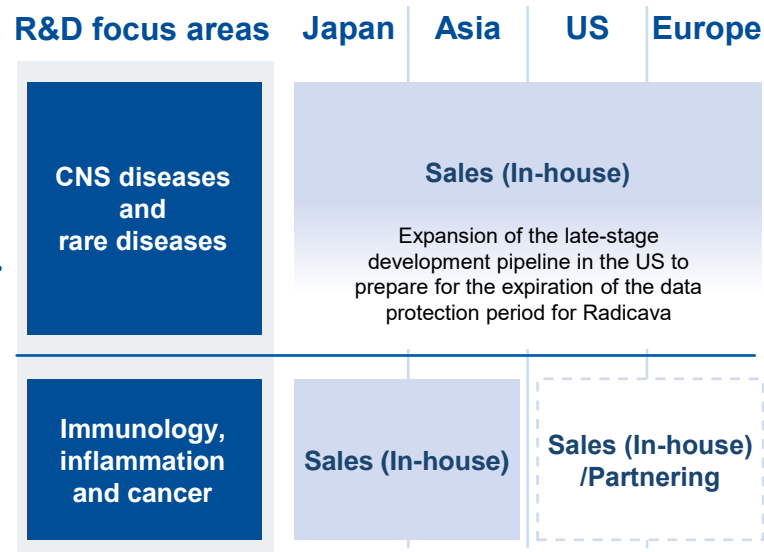 R&D focus areas Japan Asia US Europe
CNS diseases
and
rare diseases
Sales (In-house)
Expansion of the late-stage
development pipeline in the US to
prepare for the expiration of the data
protection period for Radicava
Immunology,
inflammation
and cancer
Sales (In-house)
Sales (In-house)
/Partnering